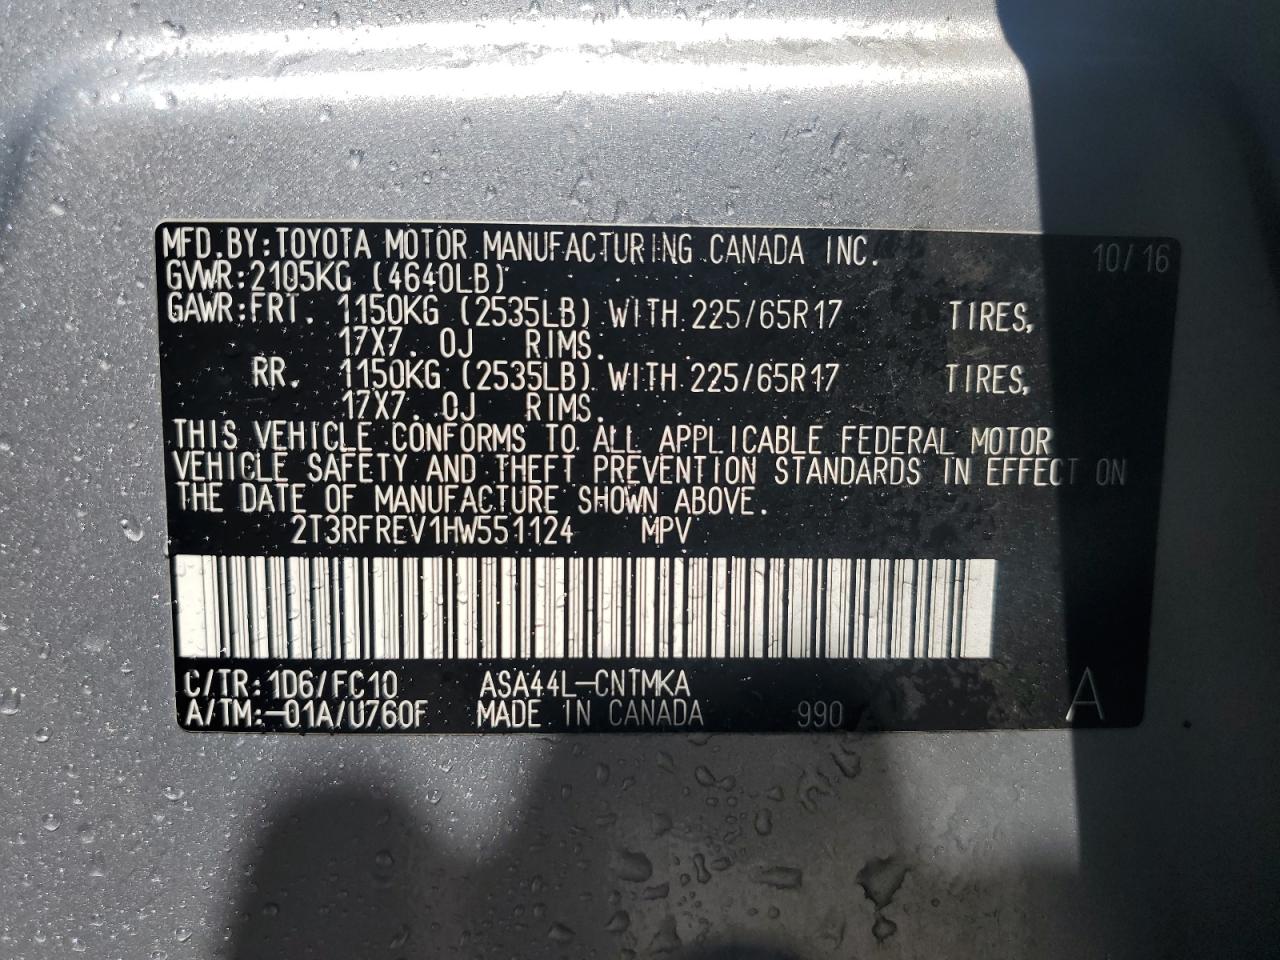 MFD.BY:TOYOTA MOTOR MANUFACTURING CANADA INC. 10/16
GVWR:2105KG (4640LB)
GAWR:FRT. 1150KG (2535LB) WITH 225/65R17 TIRES,
17X7.0J RIMS.
RR. 1150KG (2535LB) WITH 225/65R17 TIRES,
17X7.0J RIMS.
THIS VEHICLE CONFORMS TO ALL APPLICABLE FEDERAL MOTOR
VEHICLE SAFETY AND THEFT PREVENTION STANDARDS IN EFFECT ON
THE DATE OF MANUFACTURE SHOWN ABOVE.
2T3RFREV1HW551124 MPV
C/TR:1D6/FC10 ASA44L-CNTMKA
A/TM:-01A/U760F MADE IN CANADA 990 A